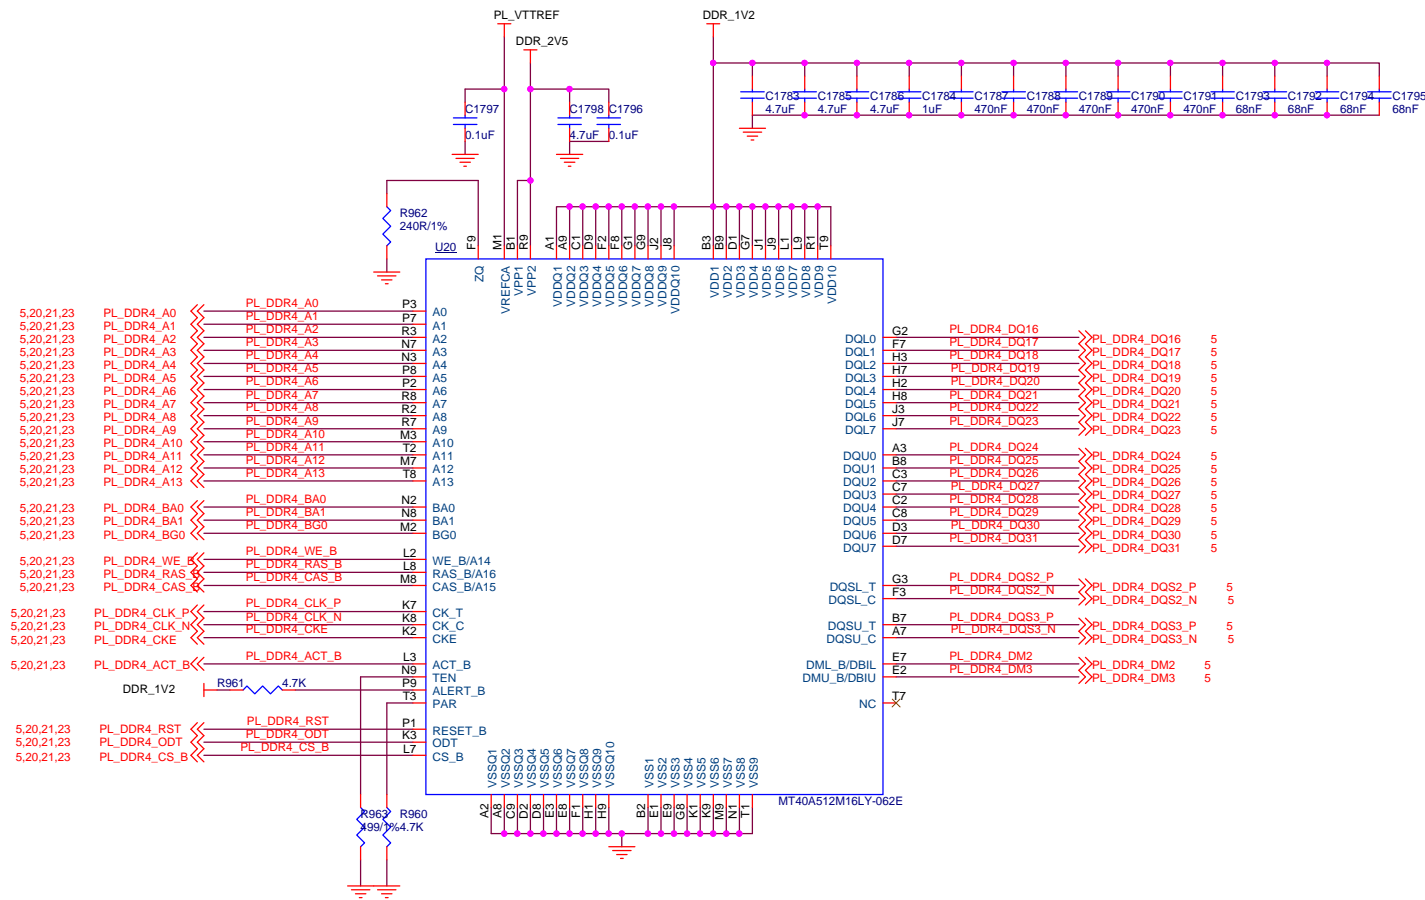 PL_VTTREF
DDR_2V5
DDR_1V2
C1797
0.1uF
C1798
4.7uF
C1796
0.1uF
C1783
4.7uF
C1785
4.7uF
C1786
4.7uF
C1784
1uF
C1787
470nF
C1788
470nF
C1789
470nF
C1790
470nF
C1791
470nF
C1793
68nF
C1792
68nF
C1794
68nF
C1795
68nF
R962
240R/1%
U20
F9 M1 B1 R9 A1 A9 C1 D9 F2 F8 G1 G9 J2 J8 B3 B9 D1 G7 J1 J9 L1 L9 R1 T9
ZQ VREFCA VPP1 VPP2 VDDQ1 VDDQ2 VDDQ3 VDDQ4 VDDQ5 VDDQ6 VDDQ7 VDDQ8 VDDQ9 VDDQ10 VDD1 VDD2 VDD3 VDD4 VDD5 VDD6 VDD7 VDD8 VDD9 VDD10
5,20,21,23 PL_DDR4_A0 PL_DDR4_A0 P3 A0
5,20,21,23 PL_DDR4_A1 PL_DDR4_A1 P7 A1
5,20,21,23 PL_DDR4_A2 PL_DDR4_A2 R3 A2
5,20,21,23 PL_DDR4_A3 PL_DDR4_A3 N7 A3
5,20,21,23 PL_DDR4_A4 PL_DDR4_A4 N3 A4
5,20,21,23 PL_DDR4_A5 PL_DDR4_A5 P8 A5
5,20,21,23 PL_DDR4_A6 PL_DDR4_A6 P2 A6
5,20,21,23 PL_DDR4_A7 PL_DDR4_A7 R8 A7
5,20,21,23 PL_DDR4_A8 PL_DDR4_A8 R2 A8
5,20,21,23 PL_DDR4_A9 PL_DDR4_A9 R7 A9
5,20,21,23 PL_DDR4_A10 PL_DDR4_A10 M3 A10
5,20,21,23 PL_DDR4_A11 PL_DDR4_A11 T2 A11
5,20,21,23 PL_DDR4_A12 PL_DDR4_A12 M7 A12
5,20,21,23 PL_DDR4_A13 PL_DDR4_A13 T8 A13
5,20,21,23 PL_DDR4_BA0 PL_DDR4_BA0 N2 BA0
5,20,21,23 PL_DDR4_BA1 PL_DDR4_BA1 N8 BA1
5,20,21,23 PL_DDR4_BG0 PL_DDR4_BG0 M2 BG0
5,20,21,23 PL_DDR4_WE_B PL_DDR4_WE_B L2 WE_B/A14
5,20,21,23 PL_DDR4_RAS_B PL_DDR4_RAS_B L8 RAS_B/A16
5,20,21,23 PL_DDR4_CAS_B PL_DDR4_CAS_B M8 CAS_B/A15
5,20,21,23 PL_DDR4_CLK_P PL_DDR4_CLK_P K7 CK_T
5,20,21,23 PL_DDR4_CLK_N PL_DDR4_CLK_N K8 CK_C
5,20,21,23 PL_DDR4_CKE PL_DDR4_CKE K2 CKE
5,20,21,23 PL_DDR4_ACT_B PL_DDR4_ACT_B L3 ACT_B
N9 TEN
DDR_1V2 R961 4.7K P9 ALERT_B
T3 PAR
5,20,21,23 PL_DDR4_RST PL_DDR4_RST P1 RESET_B
5,20,21,23 PL_DDR4_ODT PL_DDR4_ODT K3 ODT
5,20,21,23 PL_DDR4_CS_B PL_DDR4_CS_B L7 CS_B
DQL0 G2 PL_DDR4_DQ16 PL_DDR4_DQ16 5
DQL1 F7 PL_DDR4_DQ17 PL_DDR4_DQ17 5
DQL2 H3 PL_DDR4_DQ18 PL_DDR4_DQ18 5
DQL3 H7 PL_DDR4_DQ19 PL_DDR4_DQ19 5
DQL4 H2 PL_DDR4_DQ20 PL_DDR4_DQ20 5
DQL5 H8 PL_DDR4_DQ21 PL_DDR4_DQ21 5
DQL6 J3 PL_DDR4_DQ22 PL_DDR4_DQ22 5
DQL7 J7 PL_DDR4_DQ23 PL_DDR4_DQ23 5
DQU0 A3 PL_DDR4_DQ24 PL_DDR4_DQ24 5
DQU1 B8 PL_DDR4_DQ25 PL_DDR4_DQ25 5
DQU2 C3 PL_DDR4_DQ26 PL_DDR4_DQ26 5
DQU3 C7 PL_DDR4_DQ27 PL_DDR4_DQ27 5
DQU4 C2 PL_DDR4_DQ28 PL_DDR4_DQ28 5
DQU5 C8 PL_DDR4_DQ29 PL_DDR4_DQ29 5
DQU6 D3 PL_DDR4_DQ30 PL_DDR4_DQ30 5
DQU7 D7 PL_DDR4_DQ31 PL_DDR4_DQ31 5
DQSL_T G3 PL_DDR4_DQS2_P PL_DDR4_DQS2_P 5
DQSL_C F3 PL_DDR4_DQS2_N PL_DDR4_DQS2_N 5
DQSU_T B7 PL_DDR4_DQS3_P PL_DDR4_DQS3_P 5
DQSU_C A7 PL_DDR4_DQS3_N PL_DDR4_DQS3_N 5
DML_B/DBIL E7 PL_DDR4_DM2 PL_DDR4_DM2 5
DMU_B/DBIU E2 PL_DDR4_DM3 PL_DDR4_DM3 5
NC T7
VSSQ1 VSSQ2 VSSQ3 VSSQ4 VSSQ5 VSSQ6 VSSQ7 VSSQ8 VSSQ9 VSSQ10 VSS1 VSS2 VSS3 VSS4 VSS5 VSS6 VSS7 VSS8 VSS9
MT40A512M16LY-062E
A2 A8 C9 D2 D8 E3 E8 F1 H1 H9 B2 E1 E9 G8 K1 K9 M9 N1 T1
R963
499/1%
R960
4.7K